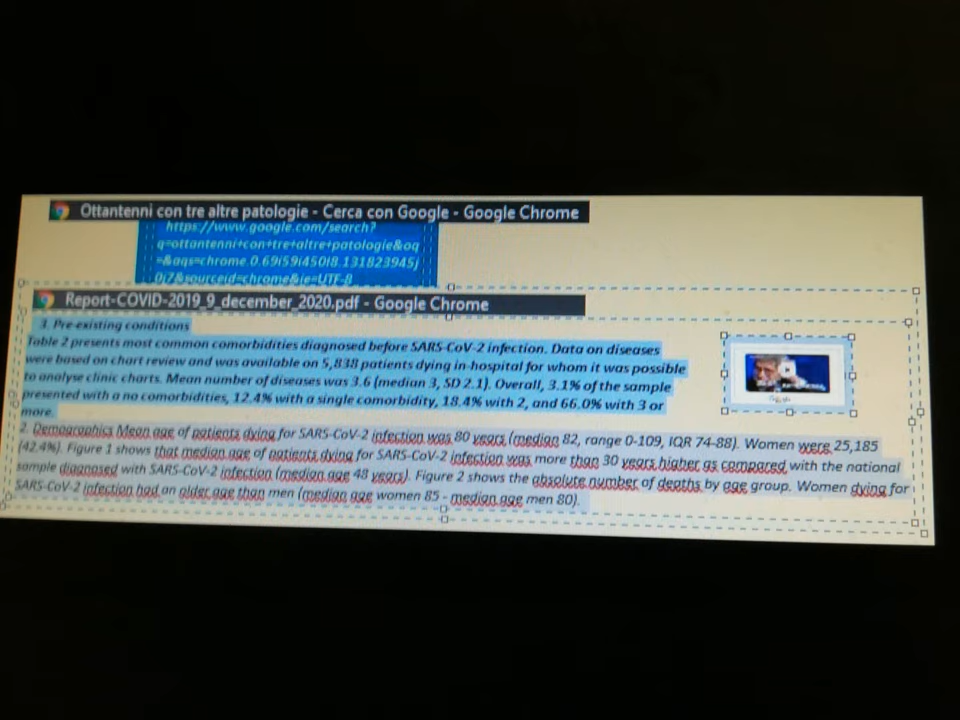 Ottantenni con tre altre patologie - Cerca con Google - Google Chrome
https://www.google.com/search?
q=ottantenni+con+tre+altre+patologie&oq
=&aqs=chrome.0.69i59i450l8.131823945j
0j7&sourceid=chrome&ie=UTF-8
Report-COVID-2019_9_december_2020.pdf - Google Chrome
3. Pre-existing conditions
Table 2 presents most common comorbidities diagnosed before SARS-CoV-2 infection. Data on diseases
were based on chart review and was available on 5,838 patients dying in-hospital for whom it was possible
to analyse clinic charts. Mean number of diseases was 3.6 (median 3, SD 2.1). Overall, 3.1% of the sample
presented with a no comorbidities, 12.4% with a single comorbidity, 18.4% with 2, and 66.0% with 3 or
more.
2. Demographics Mean age of patients dying for SARS-CoV-2 infection was 80 years (median 82, range 0-109, IQR 74-88). Women were 25,185
(42.4%). Figure 1 shows that median age of patients dying for SARS-CoV-2 infection was more than 30 years higher as compared with the national
sample diagnosed with SARS-CoV-2 infection (median age 48 years). Figure 2 shows the absolute number of deaths by age group. Women dying for
SARS-CoV-2 infection had an older age than men (median age women 85 - median age men 80).